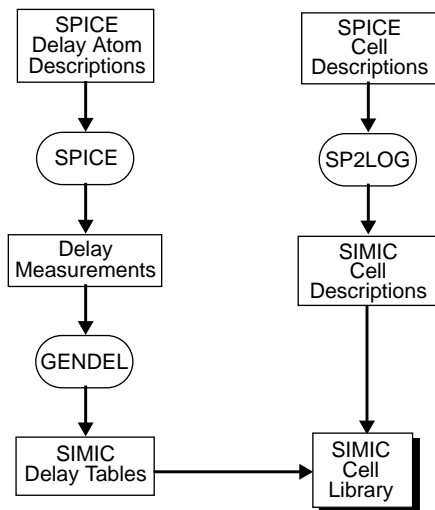 SPICE
Delay Atom
Descriptions
SPICE
Cell
Descriptions
SPICE
SP2LOG
Delay
Measurements
SIMIC
Cell
Descriptions
GENDEL
SIMIC
Delay Tables
SIMIC
Cell
Library